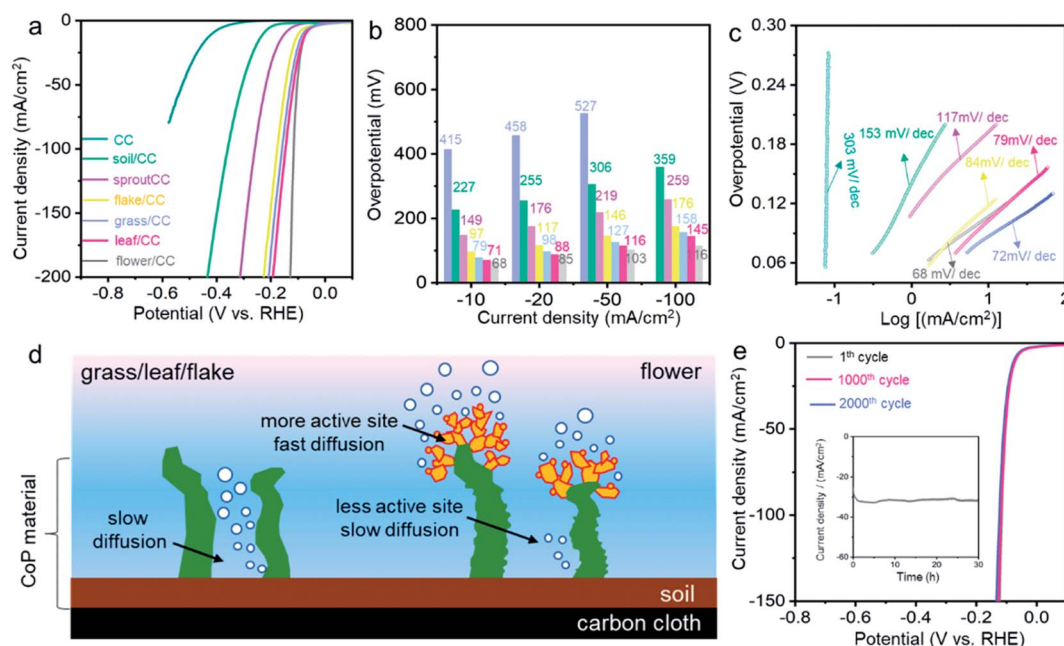 a
Current density (mA/cm²)
0
-50
-100
-150
-200
CC
soil/CC
sproutCC
flake/CC
grass/CC
leaf/CC
flower/CC
-0.8
-0.6
-0.4
-0.2
0.0
Potential (V vs. RHE)
b
Overpotential (mV)
800
600
400
200
0
415
227
149
97
79
71
68
458
255
176
117
98
88
85
527
306
219
146
127
116
103
359
259
176
158
145
116
-10
-20
-50
-100
Current density (mA/cm²)
c
Overpotential (V)
0.30
0.24
0.18
0.12
0.06
303 mV/ dec
153 mV/ dec
117mV/ dec
84mV/ dec
79mV/ dec
68 mV/ dec
72mV/ dec
-1
0
1
2
Log [(mA/cm²)]
d
grass/leaf/flake
flower
more active site
fast diffusion
slow
diffusion
less active site
slow diffusion
CoP material
soil
carbon cloth
e
Current density (mA/cm²)
0
-50
-100
-150
1th cycle
1000th cycle
2000th cycle
Current density / (mA/cm²)
0
-20
-40
-60
0
10
20
30
Time (h)
-0.8
-0.6
-0.4
-0.2
0.0
Potential (V vs. RHE)